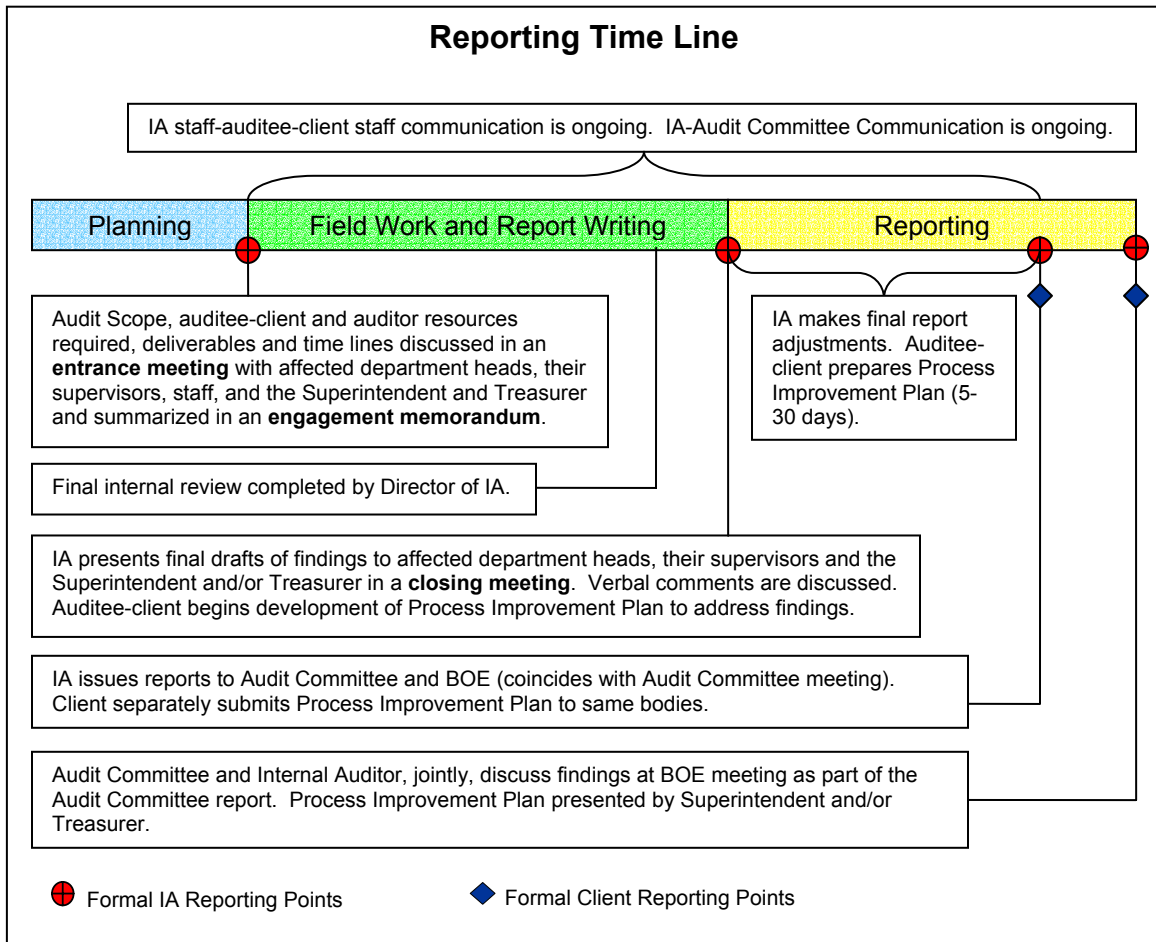 Reporting Time Line
IA staff-auditee-client staff communication is ongoing.  IA-Audit Committee Communication is ongoing.
Planning
Field Work and Report Writing
Reporting
Audit Scope, auditee-client and auditor resources
required, deliverables and time lines discussed in an
entrance meeting with affected department heads, their
supervisors, staff, and the Superintendent and Treasurer
and summarized in an engagement memorandum.
IA makes final report
adjustments.  Auditee-
client prepares Process
Improvement Plan (5-
30 days).
Final internal review completed by Director of IA.
IA presents final drafts of findings to affected department heads, their supervisors and the
Superintendent and/or Treasurer in a closing meeting.  Verbal comments are discussed.
Auditee-client begins development of Process Improvement Plan to address findings.
IA issues reports to Audit Committee and BOE (coincides with Audit Committee meeting).
Client separately submits Process Improvement Plan to same bodies.
Audit Committee and Internal Auditor, jointly, discuss findings at BOE meeting as part of the
Audit Committee report.  Process Improvement Plan presented by Superintendent and/or
Treasurer.
Formal IA Reporting Points
Formal Client Reporting Points